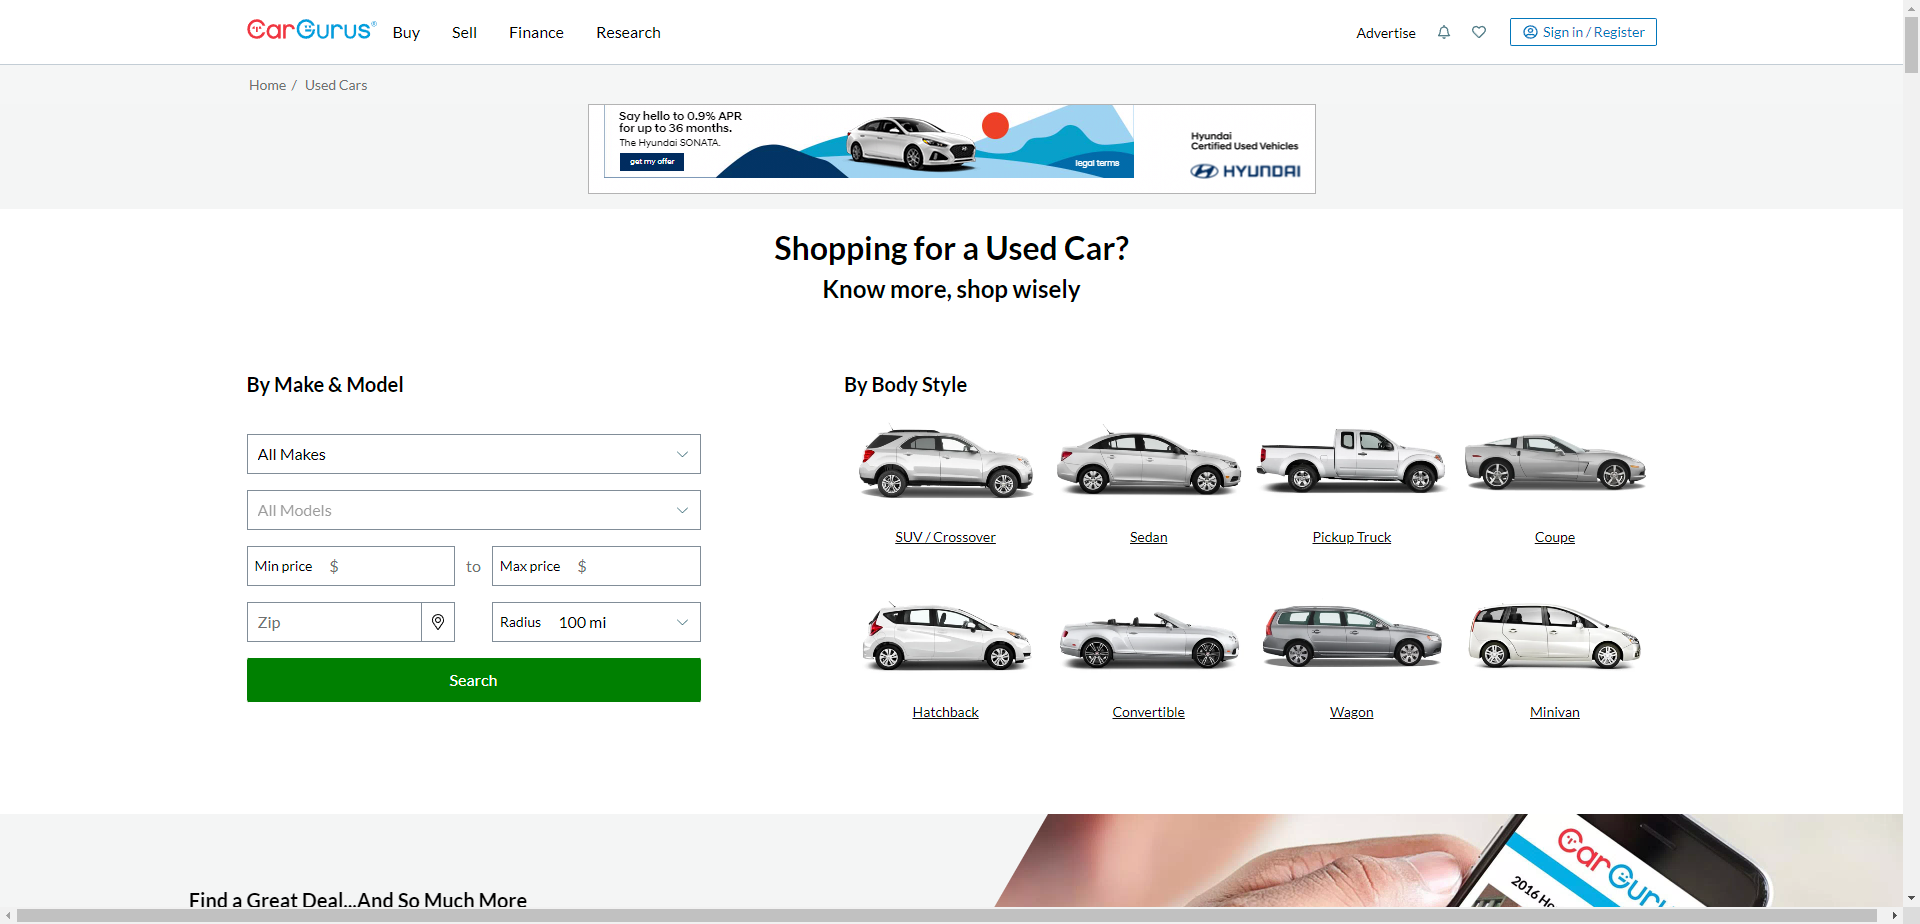 CarGurus®
Buy
Sell
Finance
Research
Advertise
Sign in / Register
Home / Used Cars
Say hello to 0.9% APR
for up to 36 months.
The Hyundai SONATA.
get my offer
legal terms
Hyundai
Certified Used Vehicles
HYUNDAI
Shopping for a Used Car?
Know more, shop wisely
By Make & Model
All Makes
All Models
Min price $ to Max price $
Zip
Radius 100 mi
Search
By Body Style
SUV / Crossover
Sedan
Pickup Truck
Coupe
Hatchback
Convertible
Wagon
Minivan
Find a Great Deal...And So Much More
CarGuru
2016 Ho